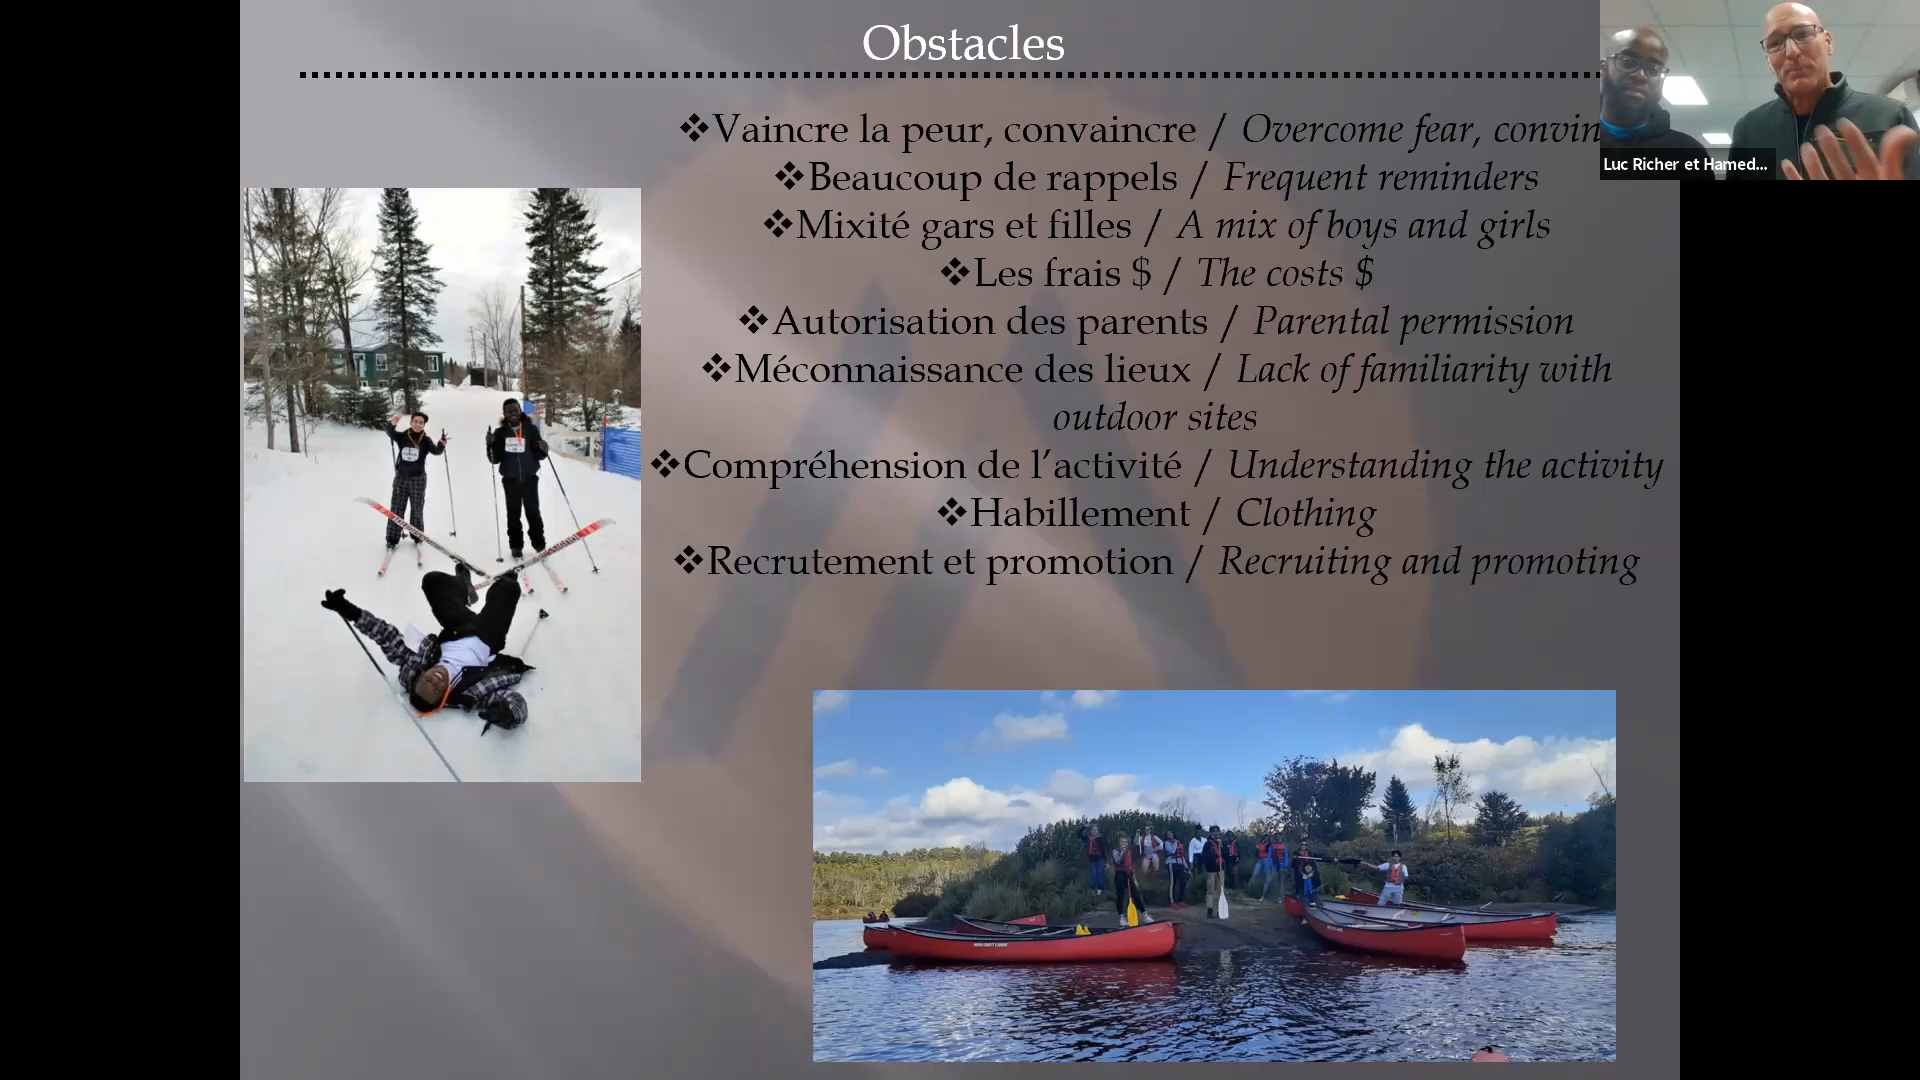 Obstacles
❖Vaincre la peur, convaincre / Overcome fear, convin
❖Beaucoup de rappels / Frequent reminders
❖Mixité gars et filles / A mix of boys and girls
❖Les frais $ / The costs $
❖Autorisation des parents / Parental permission
❖Méconnaissance des lieux / Lack of familiarity with
outdoor sites
❖Compréhension de l’activité / Understanding the activity
❖Habillement / Clothing
❖Recrutement et promotion / Recruiting and promoting
Luc Richer et Hamed...